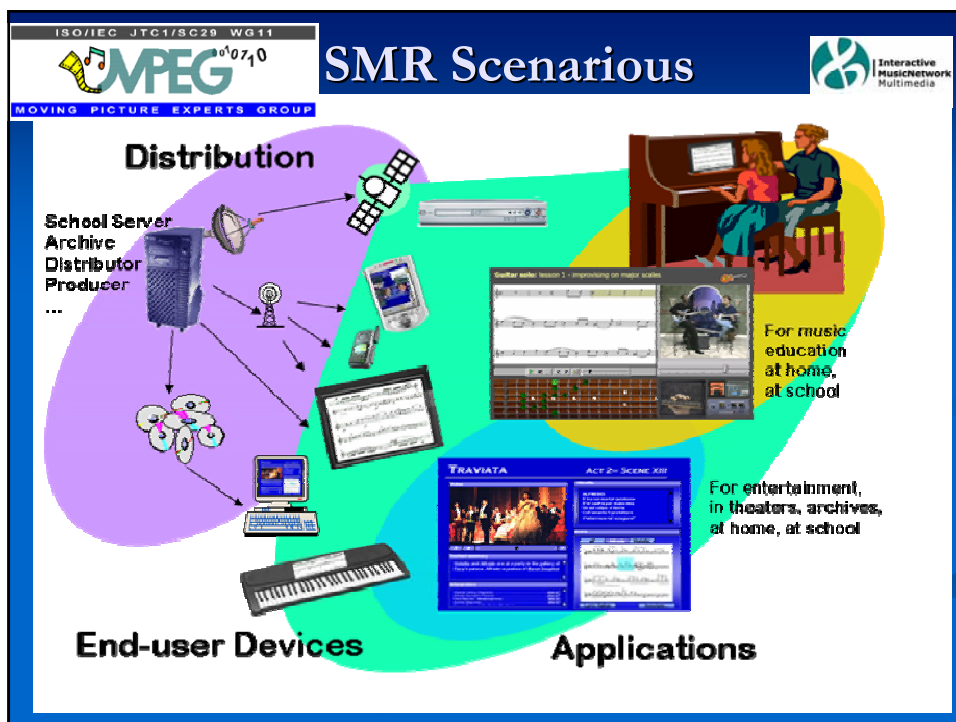 ISO/IEC JTC1/SC29 WG11
MPEG
MOVING PICTURE EXPERTS GROUP
SMR Scenarious
Interactive
MusicNetwork
Multimedia
Distribution
School Server
Archive
Distributor
Producer
...
Guitar solo: lesson 1 - improvising on major scales
For music
education
at home,
at school
TRAVIATA
ACT 2– SCENE XIII
Video
For entertainment,
in theaters, archives,
at home, at school
End-user Devices
Applications